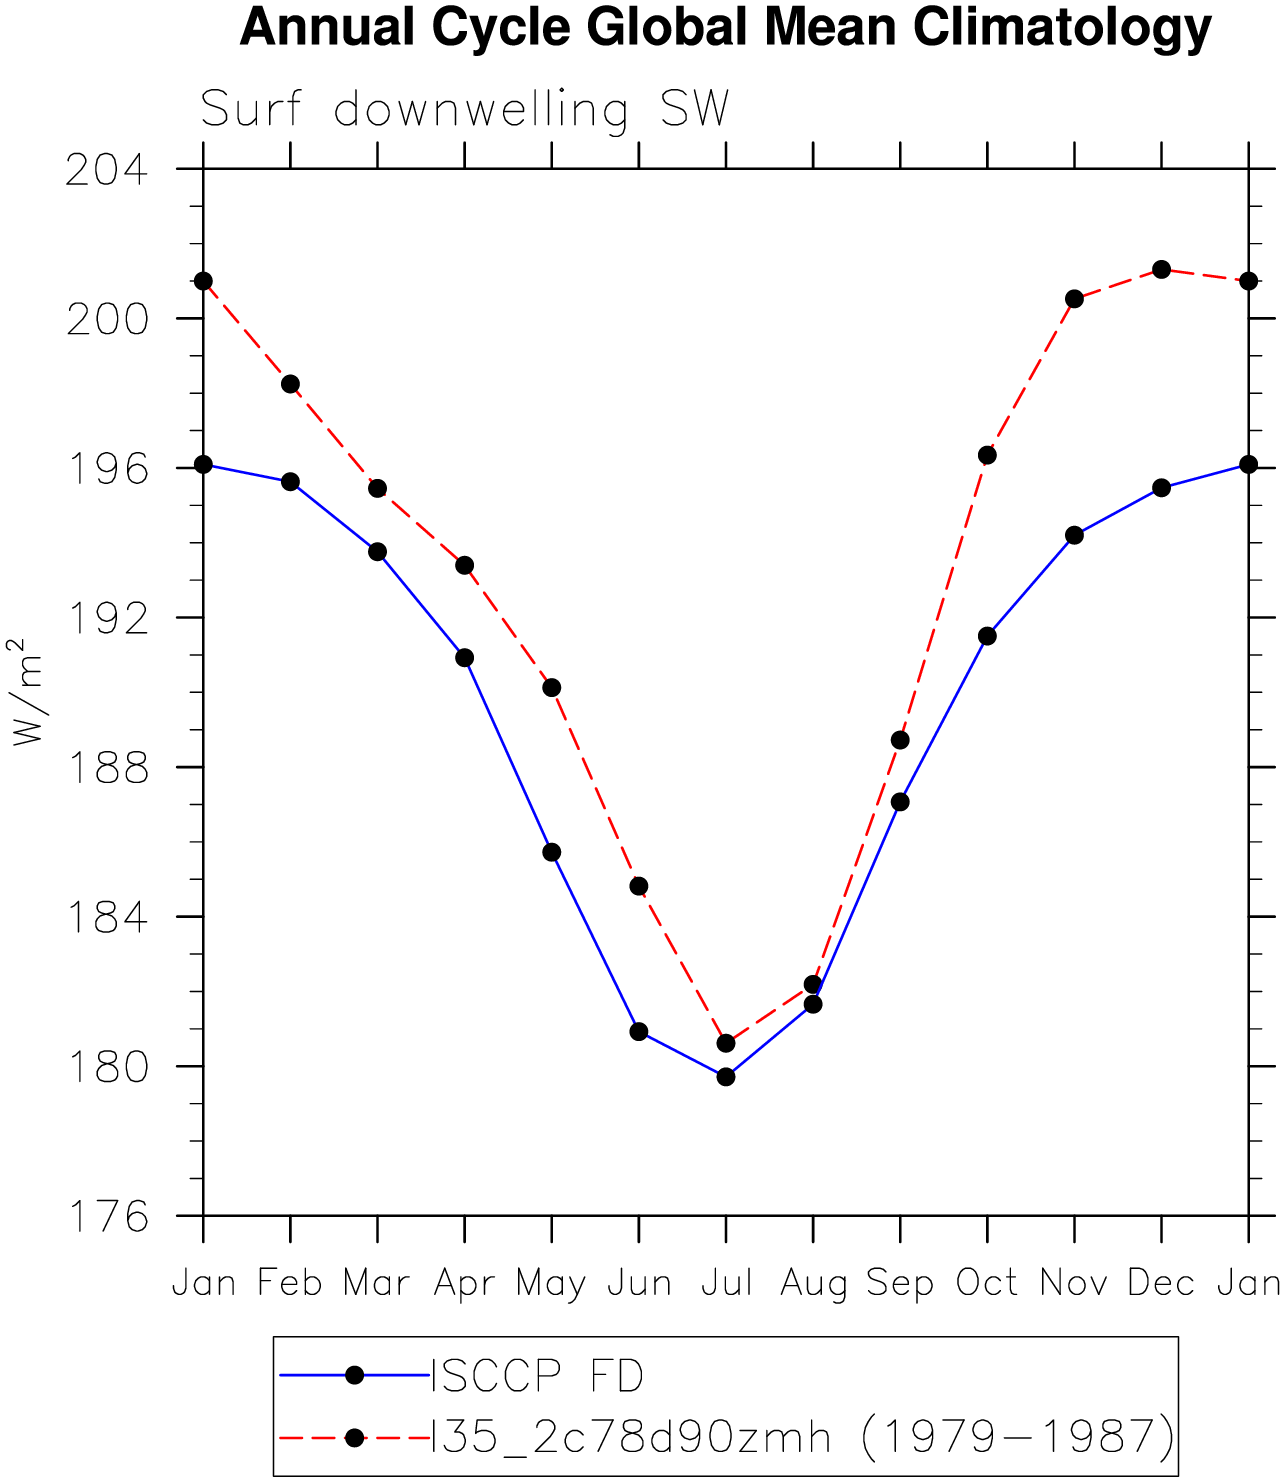 Annual Cycle Global Mean Climatology
Surf downwelling SW
204
200
196
192
188
184
180
176
W/m²
Jan Feb Mar Apr May Jun Jul Aug Sep Oct Nov Dec Jan
ISCCP FD
I35_2c78d90zmh (1979-1987)